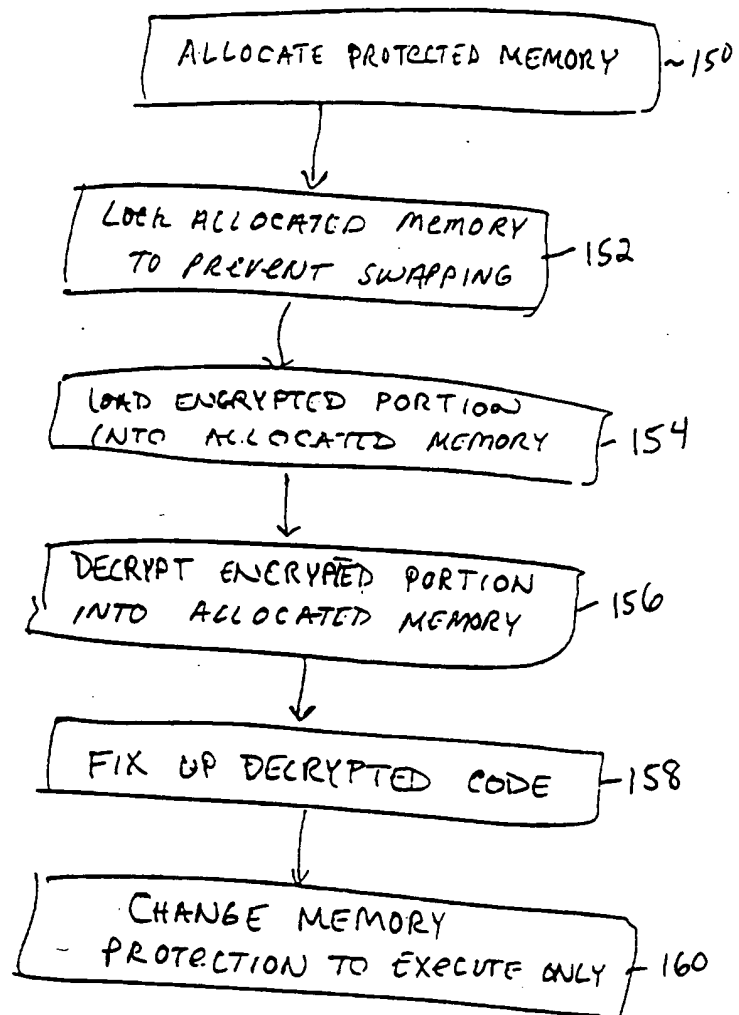 ALLOCATE PROTECTED MEMORY ~150
LOCK ALLOCATED MEMORY
TO PREVENT SWAPPING 152
LOAD ENCRYPTED PORTION
INTO ALLOCATED MEMORY 154
DECRYPT ENCRYPTED PORTION
INTO ALLOCATED MEMORY 156
FIX UP DECRYPTED CODE 158
CHANGE MEMORY
PROTECTION TO EXECUTE ONLY 160